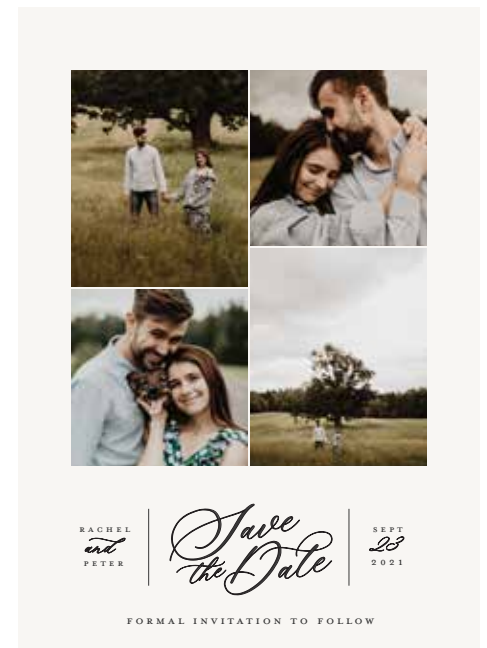 RACHEL
and
PETER
Save
the Date
SEPT
23
2021
FORMAL INVITATION TO FOLLOW